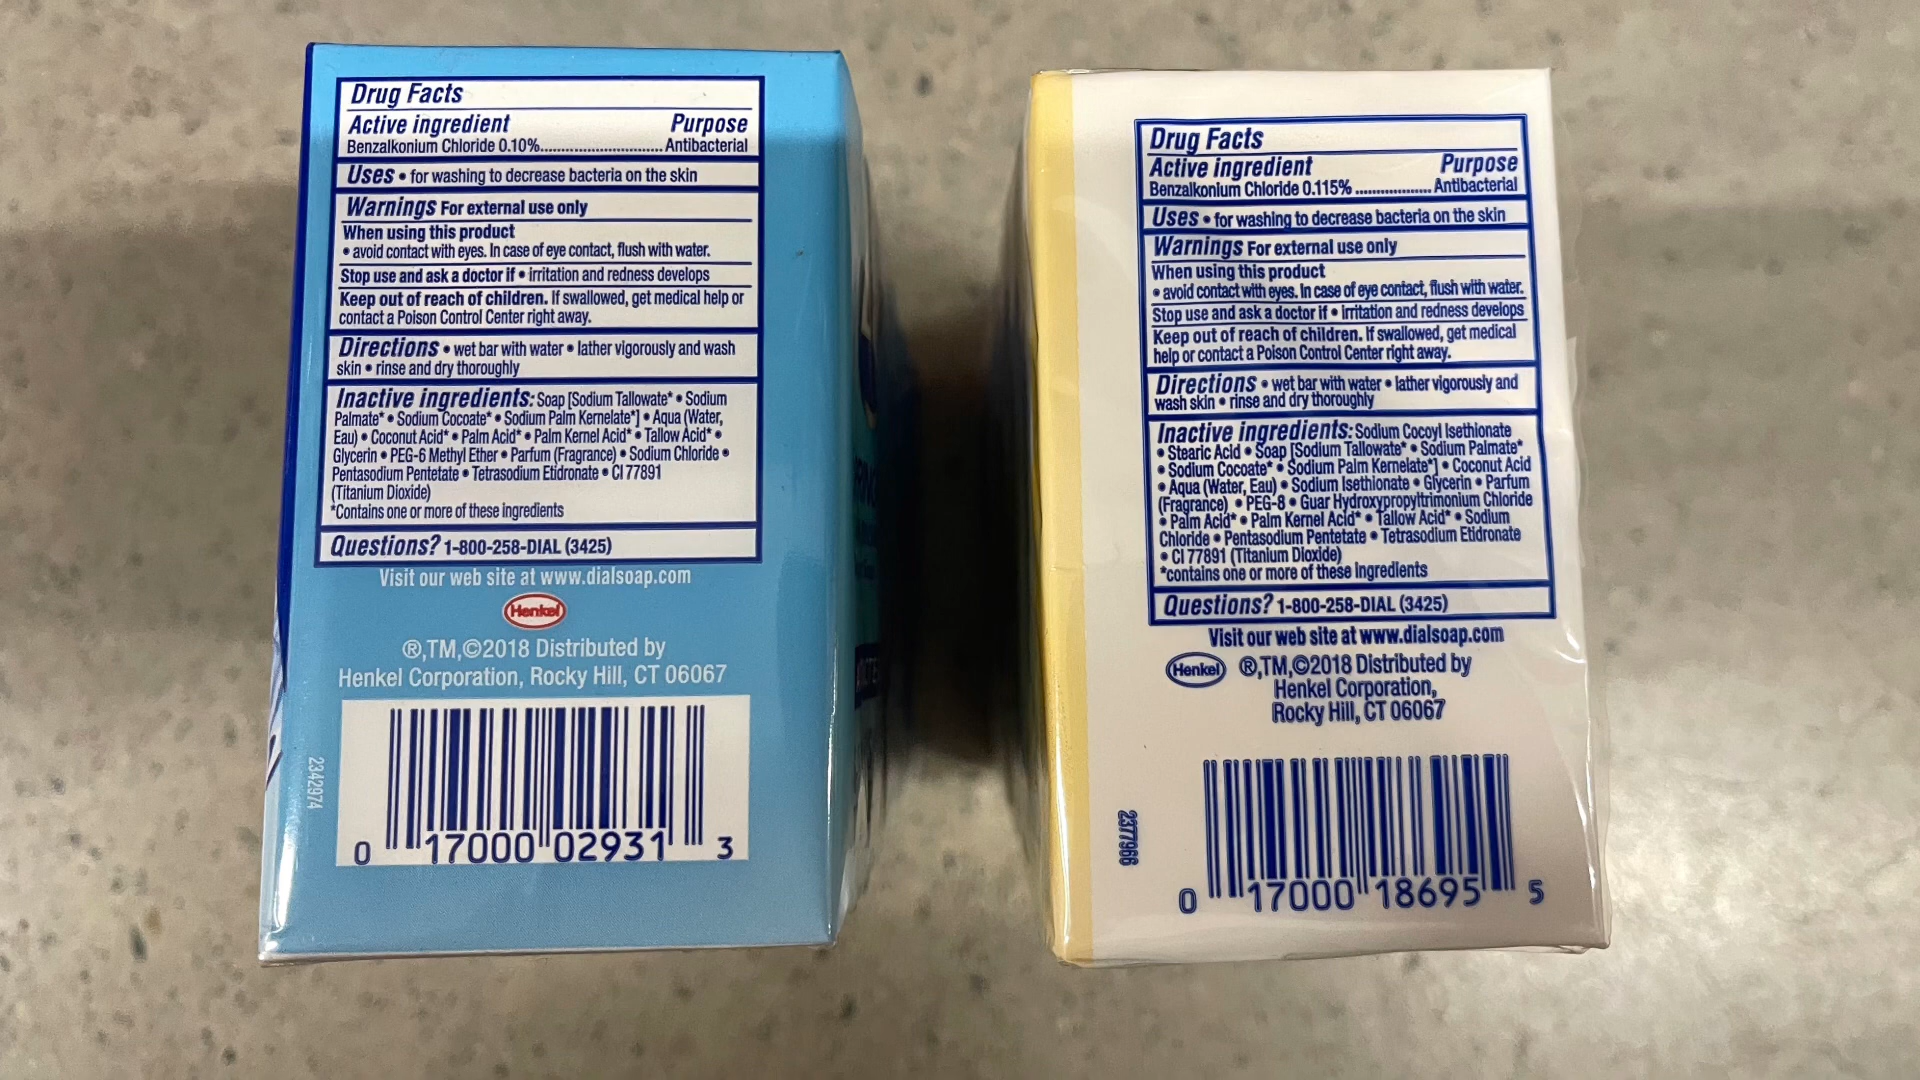 Drug Facts
Active ingredient Purpose
Benzalkonium Chloride 0.10%.............................. Antibacterial
Uses • for washing to decrease bacteria on the skin
Warnings For external use only
When using this product
• avoid contact with eyes. In case of eye contact, flush with water.
Stop use and ask a doctor if • irritation and redness develops
Keep out of reach of children. If swallowed, get medical help or
contact a Poison Control Center right away.
Directions • wet bar with water • lather vigorously and wash
skin • rinse and dry thoroughly
Inactive ingredients: Soap [Sodium Tallowate* • Sodium
Palmate* • Sodium Cocoate* • Sodium Palm Kernelate*] • Aqua (Water,
Eau) • Coconut Acid* • Palm Acid* • Palm Kernel Acid* • Tallow Acid* •
Glycerin • PEG-6 Methyl Ether • Parfum (Fragrance) • Sodium Chloride •
Pentasodium Pentetate • Tetrasodium Etidronate • CI 77891
(Titanium Dioxide)
*Contains one or more of these ingredients
Questions? 1-800-258-DIAL (3425)
Visit our web site at www.dialsoap.com
Henkel
®,TM,©2018 Distributed by
Henkel Corporation, Rocky Hill, CT 06067
2342974
0 17000 02931 3
Drug Facts
Active ingredient Purpose
Benzalkonium Chloride 0.115% .................. Antibacterial
Uses • for washing to decrease bacteria on the skin
Warnings For external use only
When using this product
• avoid contact with eyes. In case of eye contact, flush with water.
Stop use and ask a doctor if • irritation and redness develops
Keep out of reach of children. If swallowed, get medical
help or contact a Poison Control Center right away.
Directions • wet bar with water • lather vigorously and
wash skin • rinse and dry thoroughly
Inactive ingredients: Sodium Cocoyl Isethionate
• Stearic Acid • Soap [Sodium Tallowate* • Sodium Palmate*
• Sodium Cocoate* • Sodium Palm Kernelate*] • Coconut Acid
• Aqua (Water, Eau) • Sodium Isethionate • Glycerin • Parfum
(Fragrance) • PEG-8 • Guar Hydroxypropyltrimonium Chloride
• Palm Acid* • Palm Kernel Acid* • Tallow Acid* • Sodium
Chloride • Pentasodium Pentetate • Tetrasodium Etidronate
• CI 77891 (Titanium Dioxide)
*contains one or more of these ingredients
Questions? 1-800-258-DIAL (3425)
Visit our web site at www.dialsoap.com
Henkel ®,TM,©2018 Distributed by
Henkel Corporation,
Rocky Hill, CT 06067
2377966
0 17000 18695 5